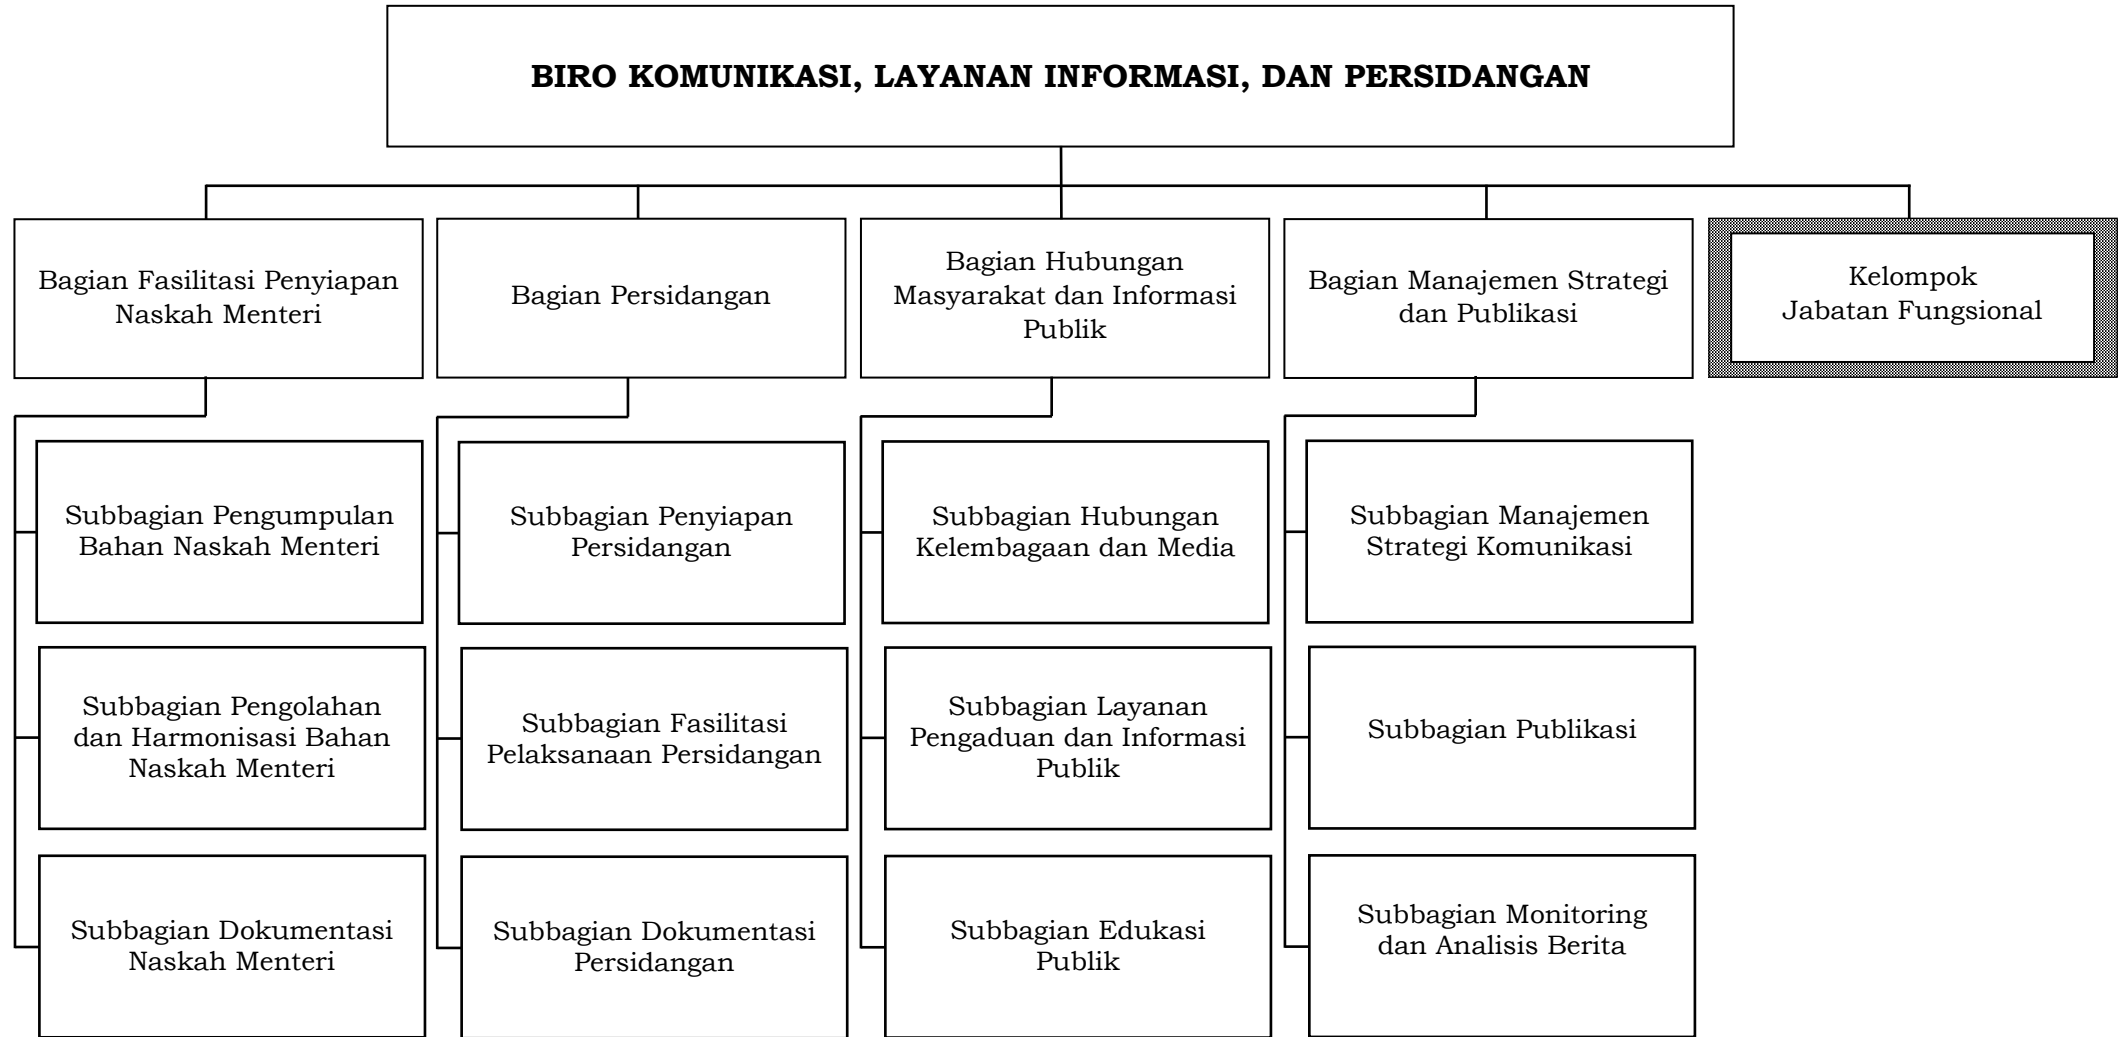 BIRO KOMUNIKASI, LAYANAN INFORMASI, DAN PERSIDANGAN
Bagian Fasilitasi Penyiapan
Naskah Menteri
Bagian Persidangan
Bagian Hubungan
Masyarakat dan Informasi
Publik
Bagian Manajemen Strategi
dan Publikasi
Kelompok
Jabatan Fungsional
Subbagian Pengumpulan
Bahan Naskah Menteri
Subbagian Penyiapan
Persidangan
Subbagian Hubungan
Kelembagaan dan Media
Subbagian Manajemen
Strategi Komunikasi
Subbagian Pengolahan
dan Harmonisasi Bahan
Naskah Menteri
Subbagian Fasilitasi
Pelaksanaan Persidangan
Subbagian Layanan
Pengaduan dan Informasi
Publik
Subbagian Publikasi
Subbagian Dokumentasi
Naskah Menteri
Subbagian Dokumentasi
Persidangan
Subbagian Edukasi
Publik
Subbagian Monitoring
dan Analisis Berita